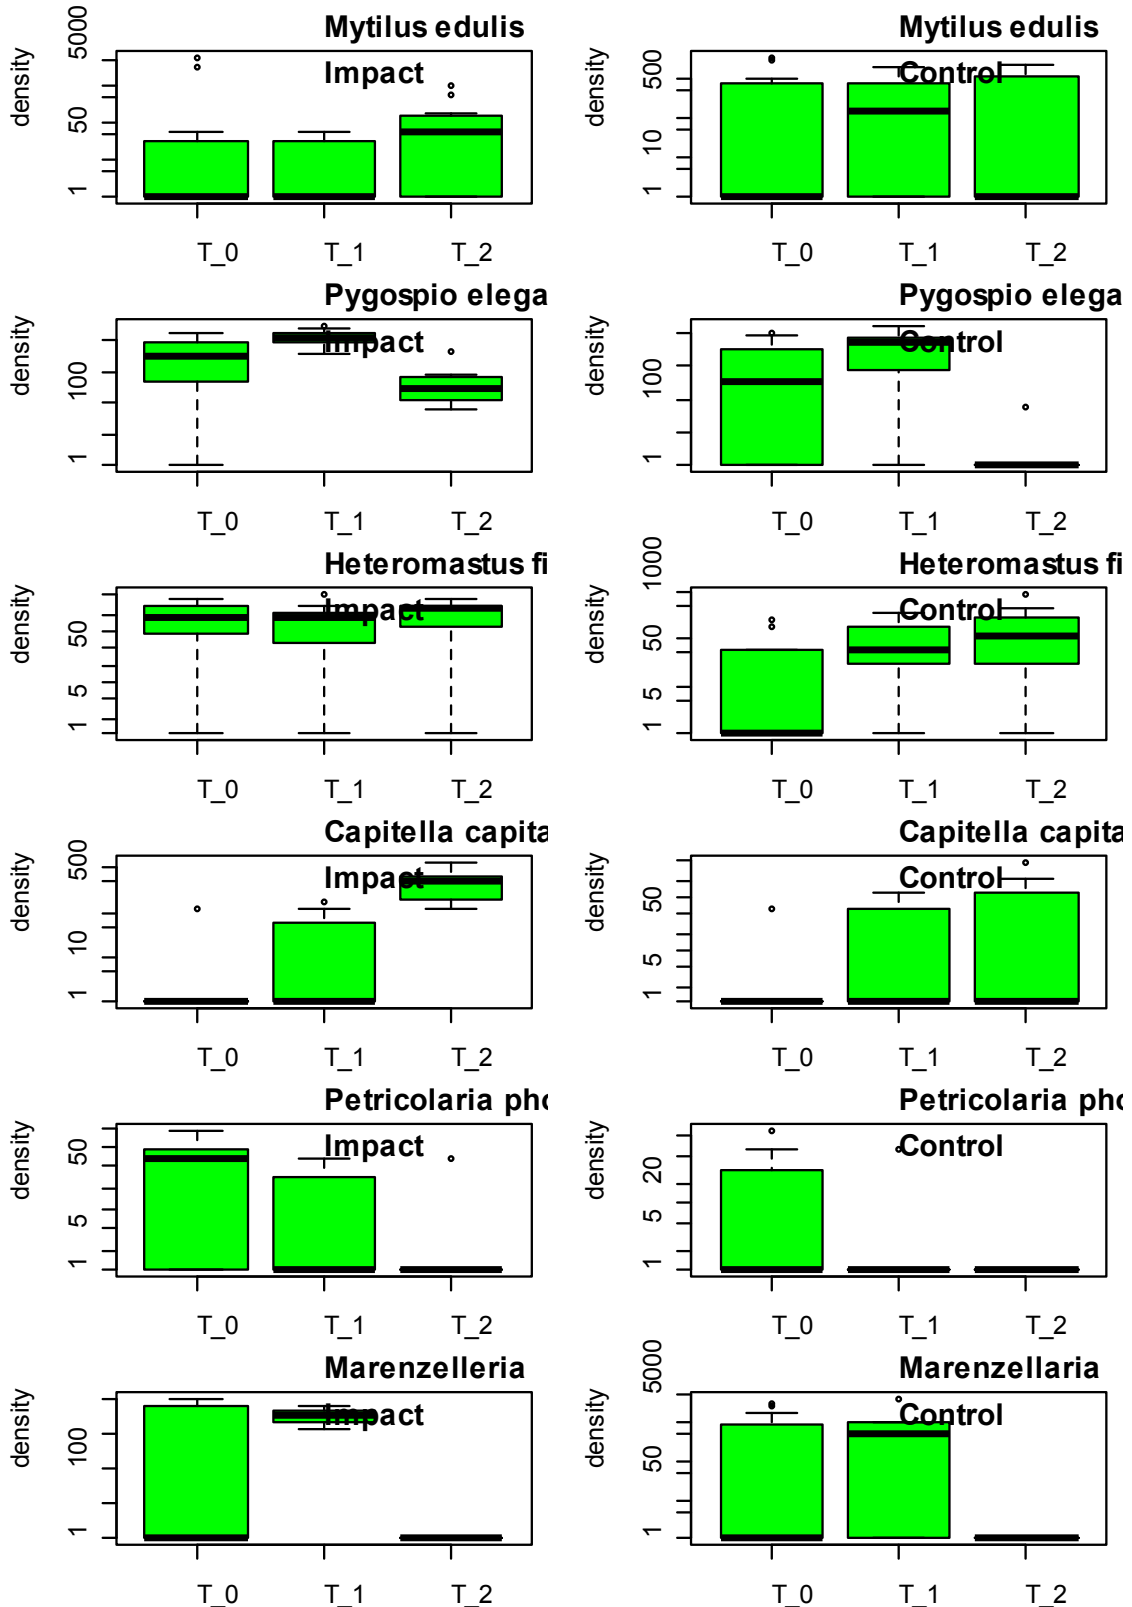 Mytilus edulis
Impact
density
5000
50
1
T_0 T_1 T_2
Mytilus edulis
Control
density
500
10
1
T_0 T_1 T_2
Pygospio elega
Impact
density
100
1
T_0 T_1 T_2
Pygospio elega
Control
density
100
1
T_0 T_1 T_2
Heteromastus fi
Impact
density
50
5
1
T_0 T_1 T_2
Heteromastus fi
Control
density
1000
50
5
1
T_0 T_1 T_2
Capitella capita
Impact
density
500
10
1
T_0 T_1 T_2
Capitella capita
Control
density
50
5
1
T_0 T_1 T_2
Petricolaria pho
Impact
density
50
5
1
T_0 T_1 T_2
Petricolaria pho
Control
density
20
5
1
T_0 T_1 T_2
Marenzelleria
Impact
density
100
1
T_0 T_1 T_2
Marenzellaria
Control
density
5000
50
1
T_0 T_1 T_2